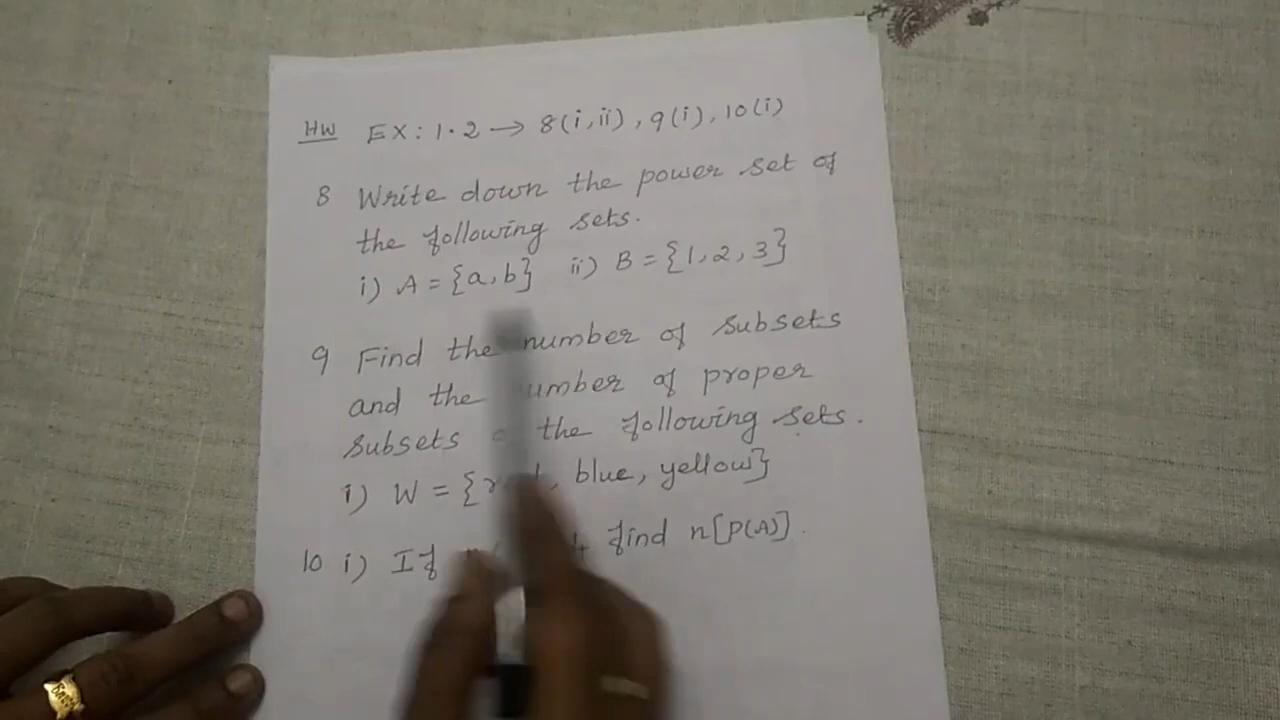 HW EX: 1.2 → 8(i,ii), 9(i), 10(i)
8 Write down the power set of
the following sets.
i) A = {a, b} ii) B = {1, 2, 3}
9 Find the number of subsets
and the number of proper
subsets the following sets.
i) W = { blue, yellow}
10 i) If 4 find n[P(A)].